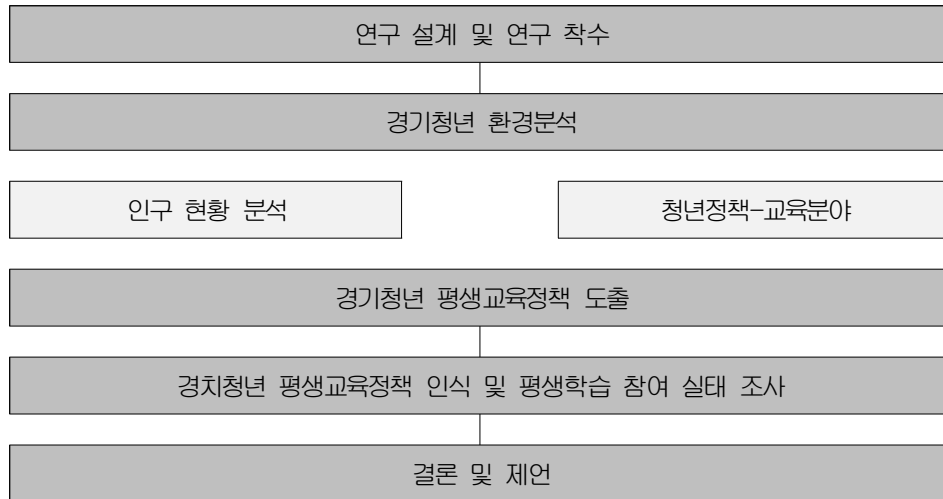 연구 설계 및 연구 착수
경기청년 환경분석
인구 현황 분석
청년정책-교육분야
경기청년 평생교육정책 도출
경치청년 평생교육정책 인식 및 평생학습 참여 실태 조사
결론 및 제언